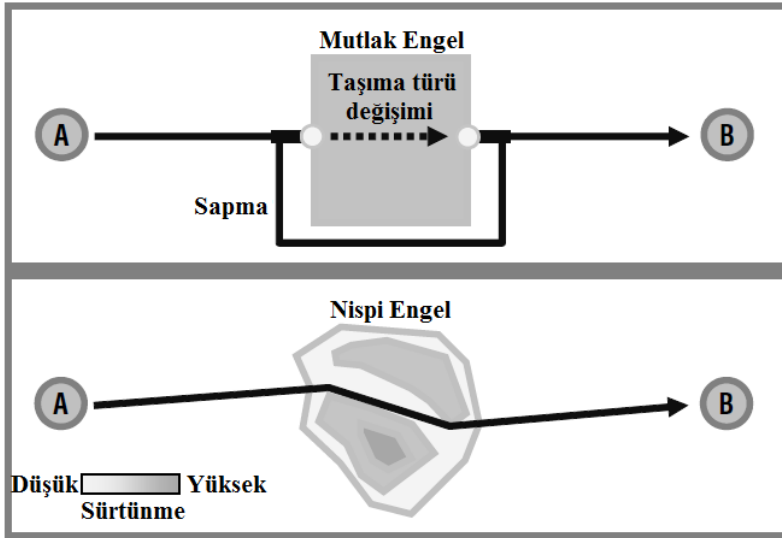 Mutlak Engel
Taşıma türü
değişimi
A
B
Sapma
Nispi Engel
A
B
Düşük Yüksek
Sürtünme